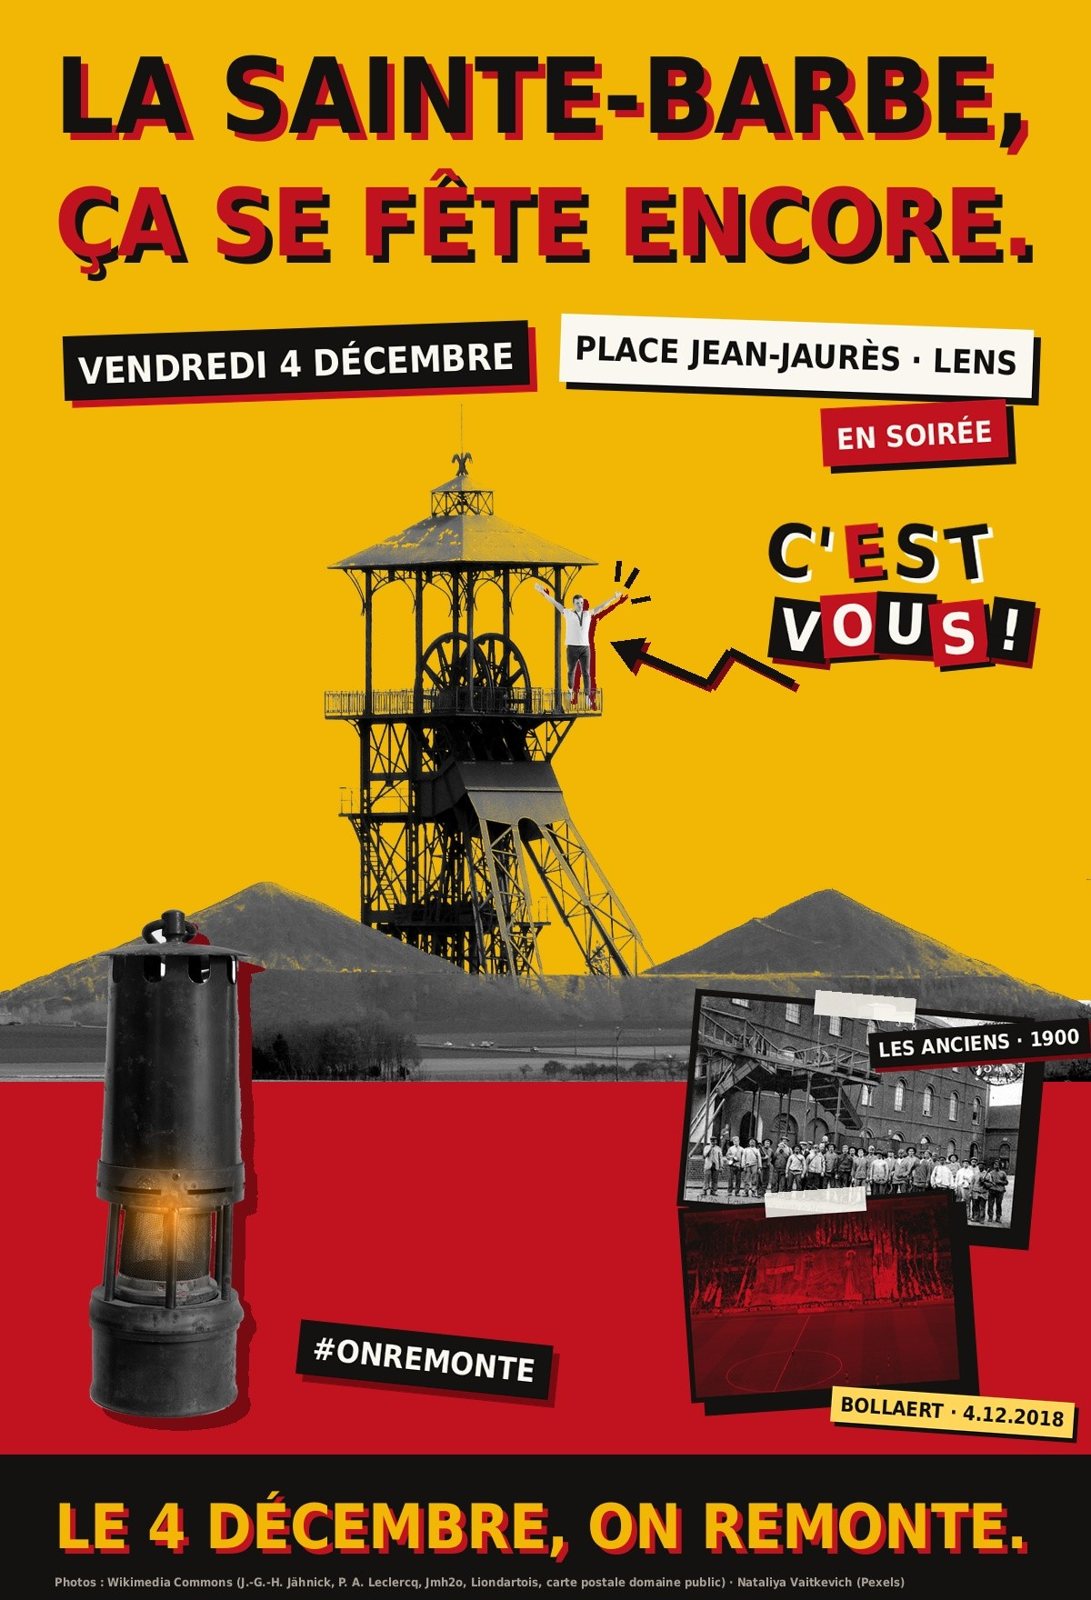 LA SAINTE-BARBE,
ÇA SE FÊTE ENCORE.
VENDREDI 4 DÉCEMBRE
PLACE JEAN-JAURÈS · LENS
EN SOIRÉE
C'EST
VOUS !
LES ANCIENS · 1900
#ONREMONTE
BOLLAERT · 4.12.2018
LE 4 DÉCEMBRE, ON REMONTE.
Photos : Wikimedia Commons (J.-G.-H. Jähnick, P. A. Leclercq, Jmh2o, Liondartois, carte postale domaine public) · Nataliya Vaitkevich (Pexels)